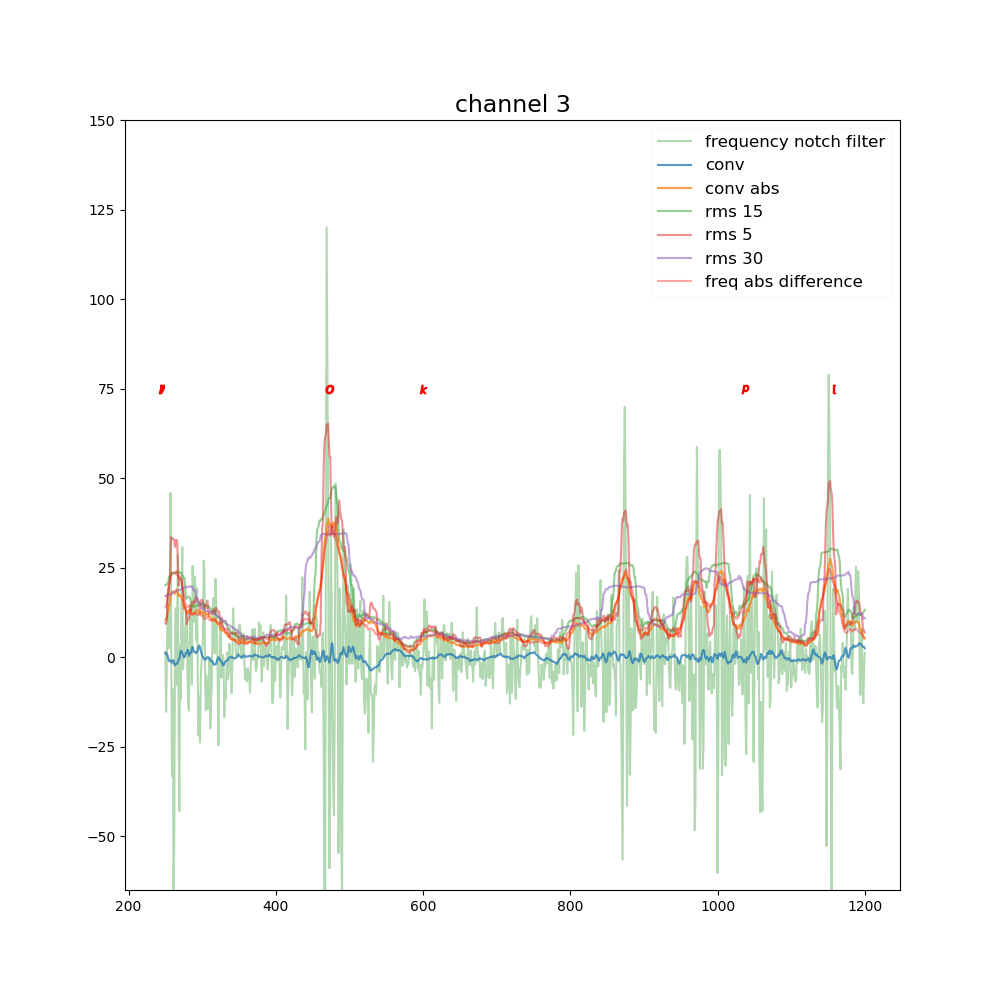 channel 3
150
125
100
75
50
25
0
−25
−50
frequency notch filter
conv
conv abs
rms 15
rms 5
rms 30
freq abs difference
o k p
200 400 600 800 1000 1200